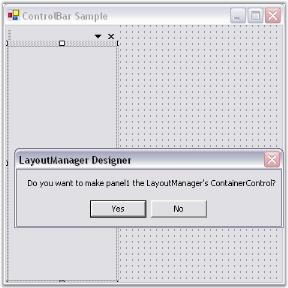 ControlBar Sample
LayoutManager Designer
Do you want to make panel1 the LayoutManager's ContainerControl?
Yes
No